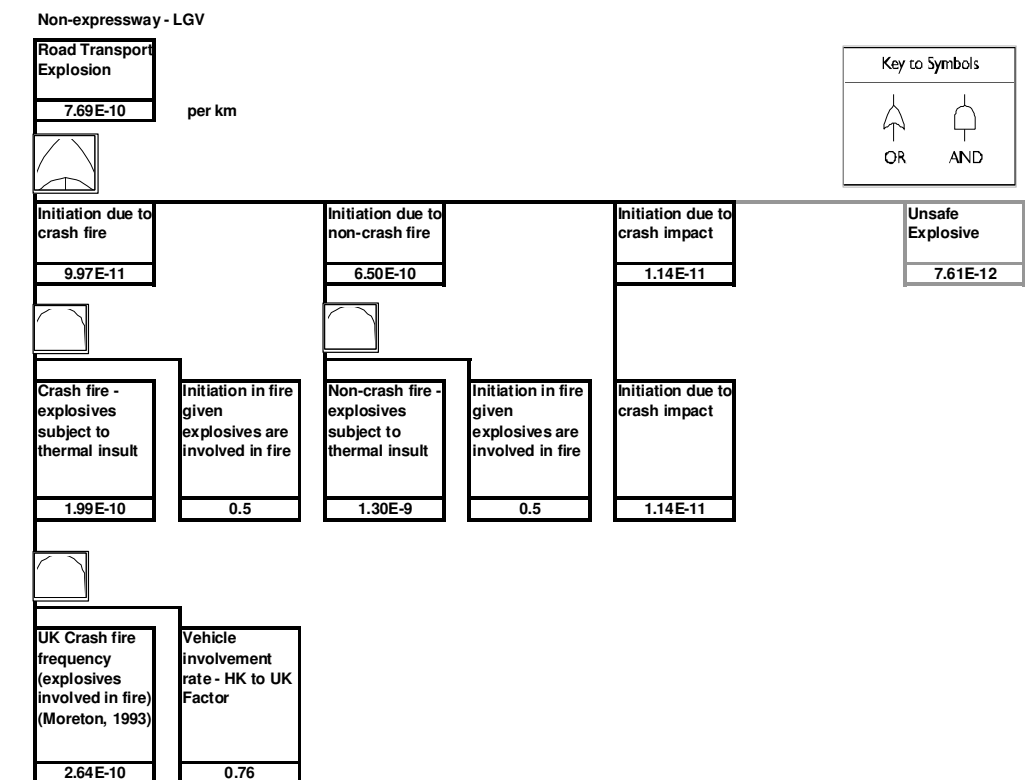 Non-expressway - LGV
Road Transport
Explosion
7.69E-10
per km
Key to Symbols
OR
AND
Initiation due to
crash fire
9.97E-11
Initiation due to
non-crash fire
6.50E-10
Initiation due to
crash impact
1.14E-11
Unsafe
Explosive
7.61E-12
Crash fire -
explosives
subject to
thermal insult
1.99E-10
Initiation in fire
given
explosives are
involved in fire
0.5
Non-crash fire -
explosives
subject to
thermal insult
1.30E-9
Initiation in fire
given
explosives are
involved in fire
0.5
Initiation due to
crash impact
1.14E-11
UK Crash fire
frequency
(explosives
involved in fire)
(Moreton, 1993)
2.64E-10
Vehicle
involvement
rate - HK to UK
Factor
0.76